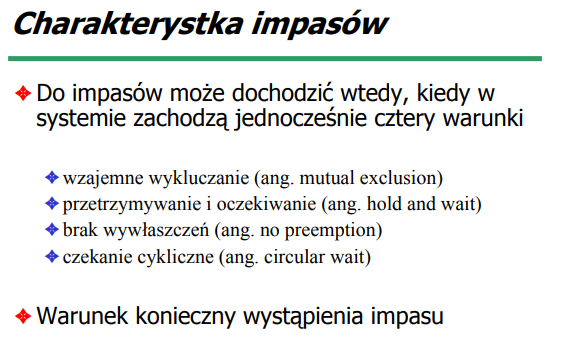 Charakterystka impasów
Do impasów może dochodzić wtedy, kiedy w
systemie zachodzą jednocześnie cztery warunki
wzajemne wykluczanie (ang. mutual exclusion)
przetrzymywanie i oczekiwanie (ang. hold and wait)
brak wywłaszczeń (ang. no preemption)
czekanie cykliczne (ang. circular wait)
Warunek konieczny wystąpienia impasu